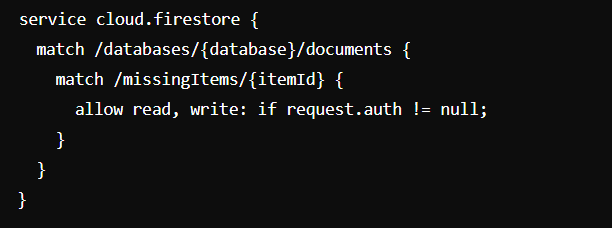 service cloud.firestore {
  match /databases/{database}/documents {
    match /missingItems/{itemId} {
      allow read, write: if request.auth != null;
    }
  }
}